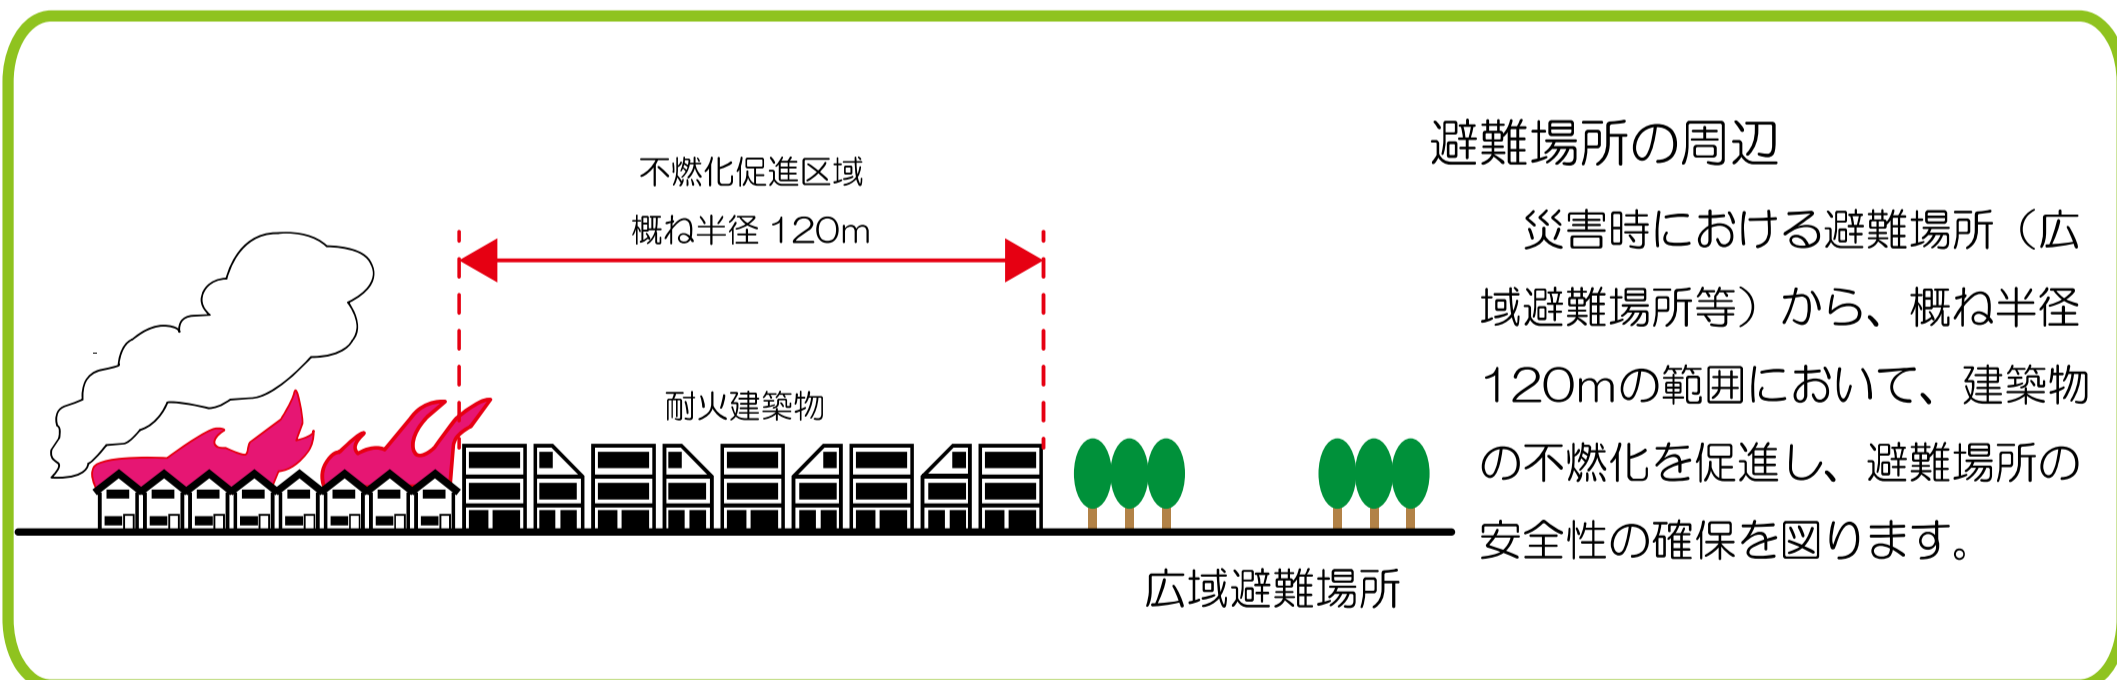 不燃化促進区域
概ね半径 120m
耐火建築物
広域避難場所
避難場所の周辺
災害時における避難場所（広
域避難場所等）から、概ね半径
120mの範囲において、建築物
の不燃化を促進し、避難場所の
安全性の確保を図ります。